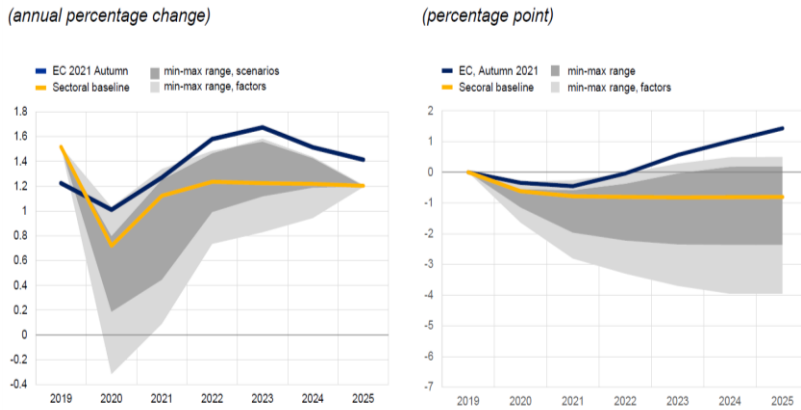 (annual percentage change)
EC 2021 Autumn
min-max range, scenarios
Sectoral baseline
min-max range, factors
1.8
1.6
1.4
1.2
1
0.8
0.6
0.4
0.2
0
-0.2
-0.4
2019 2020 2021 2022 2023 2024 2025
(percentage point)
EC, Autumn 2021
min-max range
Secoral baseline
min-max range, factors
2
1
0
-1
-2
-3
-4
-5
-6
-7
2019 2020 2021 2022 2023 2024 2025